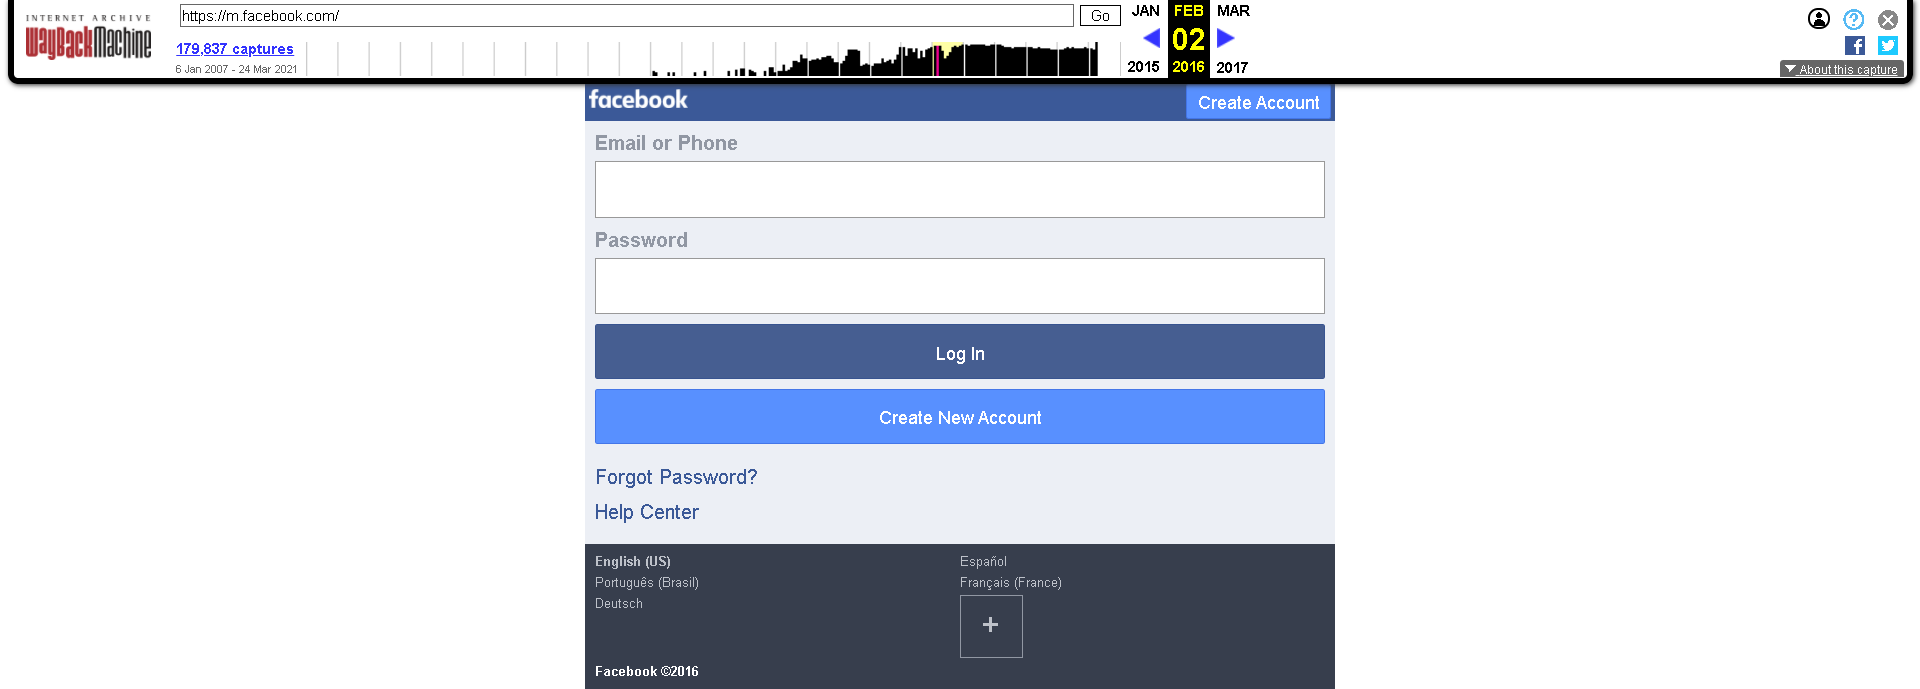 INTERNET ARCHIVE
WayBackMachine
https://m.facebook.com/
Go
JAN
FEB
MAR
179,837 captures
02
6 Jan 2007 - 24 Mar 2021
2015
2016
2017
About this capture
facebook
Create Account
Email or Phone
Password
Log In
Create New Account
Forgot Password?
Help Center
English (US)
Español
Português (Brasil)
Français (France)
Deutsch
+
Facebook ©2016